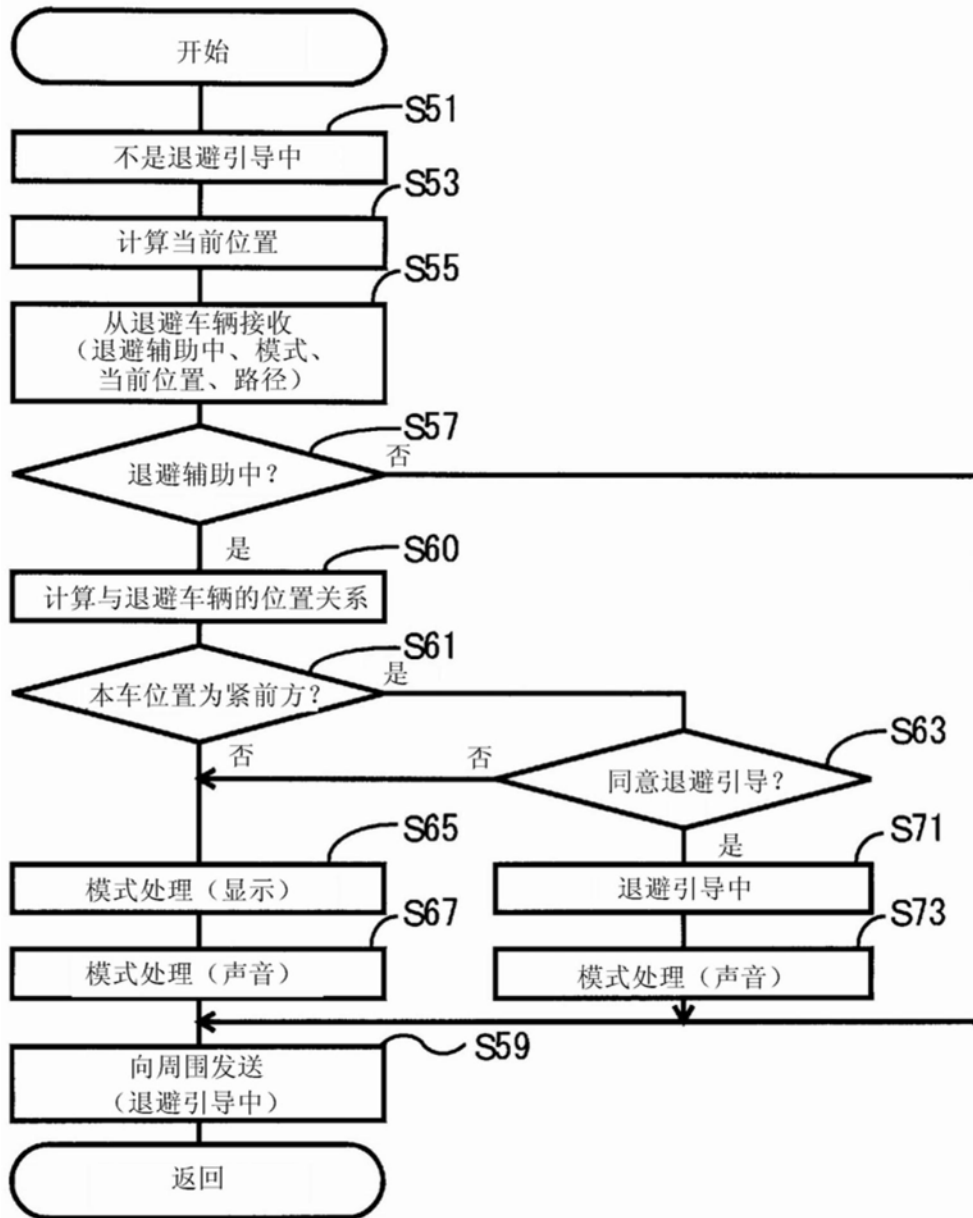 开始
S51
不是退避引导中
S53
计算当前位置
S55
从退避车辆接收
（退避辅助中、模式、
当前位置、路径）
S57
退避辅助中？
否
是
S60
计算与退避车辆的位置关系
S61
本车位置为紧前方？
是
否
S63
同意退避引导？
否
是
S65
模式处理（显示）
S71
退避引导中
S67
模式处理（声音）
S73
模式处理（声音）
S59
向周围发送
（退避引导中）
返回